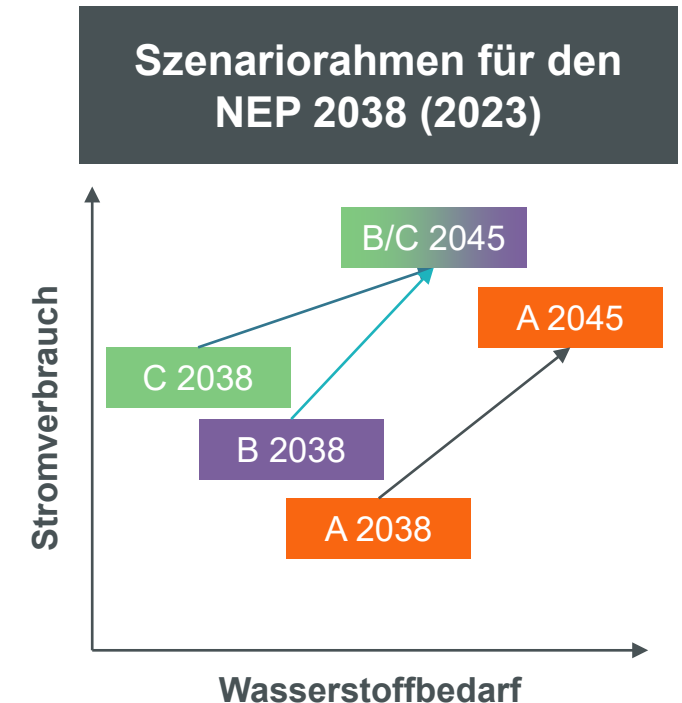 Szenariorahmen für den
NEP 2038 (2023)
B/C 2045
A 2045
C 2038
B 2038
A 2038
Stromverbrauch
Wasserstoffbedarf